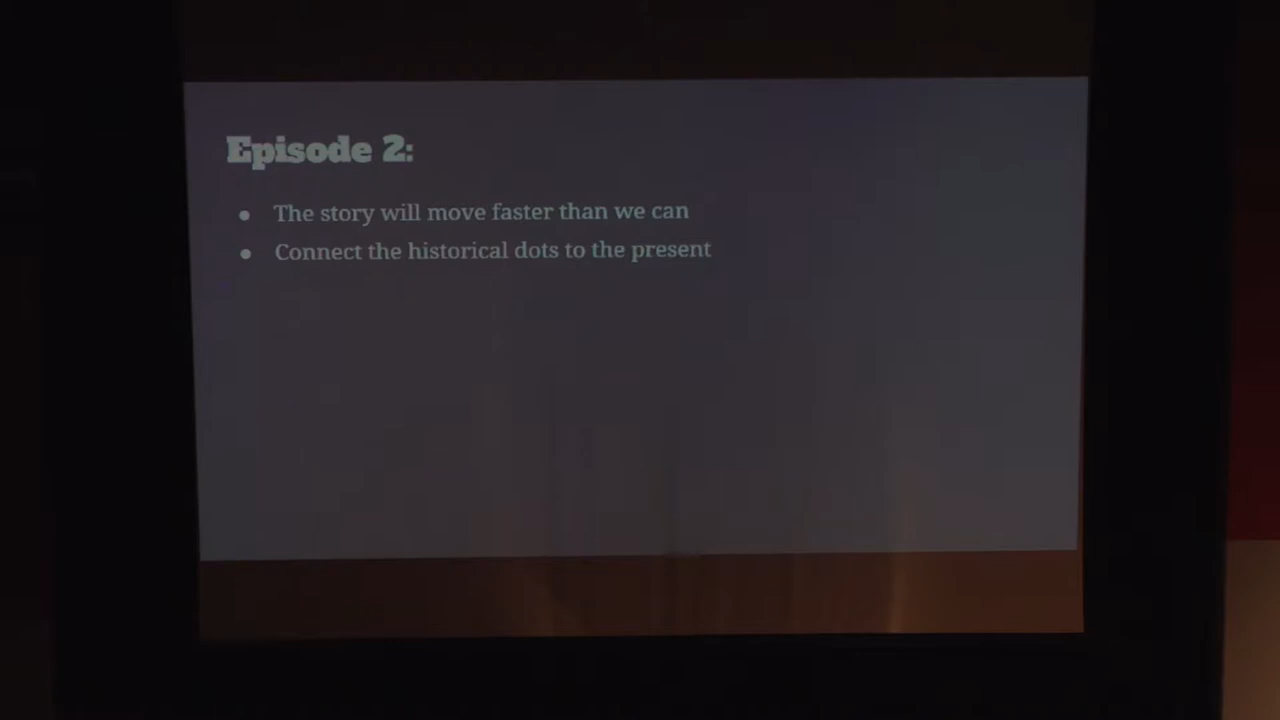 Episode 2:
● The story will move faster than we can
● Connect the historical dots to the present